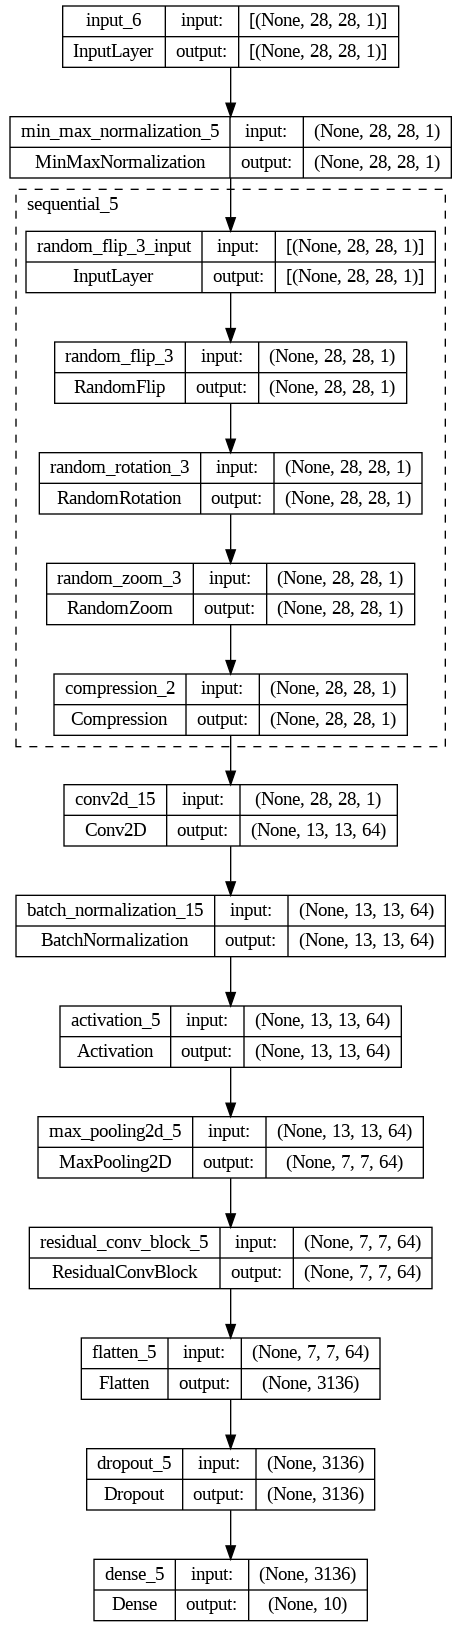 input_6 input: [(None, 28, 28, 1)]
InputLayer output: [(None, 28, 28, 1)]
min_max_normalization_5 input: (None, 28, 28, 1)
MinMaxNormalization output: (None, 28, 28, 1)
sequential_5
random_flip_3_input input: [(None, 28, 28, 1)]
InputLayer output: [(None, 28, 28, 1)]
random_flip_3 input: (None, 28, 28, 1)
RandomFlip output: (None, 28, 28, 1)
random_rotation_3 input: (None, 28, 28, 1)
RandomRotation output: (None, 28, 28, 1)
random_zoom_3 input: (None, 28, 28, 1)
RandomZoom output: (None, 28, 28, 1)
compression_2 input: (None, 28, 28, 1)
Compression output: (None, 28, 28, 1)
conv2d_15 input: (None, 28, 28, 1)
Conv2D output: (None, 13, 13, 64)
batch_normalization_15 input: (None, 13, 13, 64)
BatchNormalization output: (None, 13, 13, 64)
activation_5 input: (None, 13, 13, 64)
Activation output: (None, 13, 13, 64)
max_pooling2d_5 input: (None, 13, 13, 64)
MaxPooling2D output: (None, 7, 7, 64)
residual_conv_block_5 input: (None, 7, 7, 64)
ResidualConvBlock output: (None, 7, 7, 64)
flatten_5 input: (None, 7, 7, 64)
Flatten output: (None, 3136)
dropout_5 input: (None, 3136)
Dropout output: (None, 3136)
dense_5 input: (None, 3136)
Dense output: (None, 10)